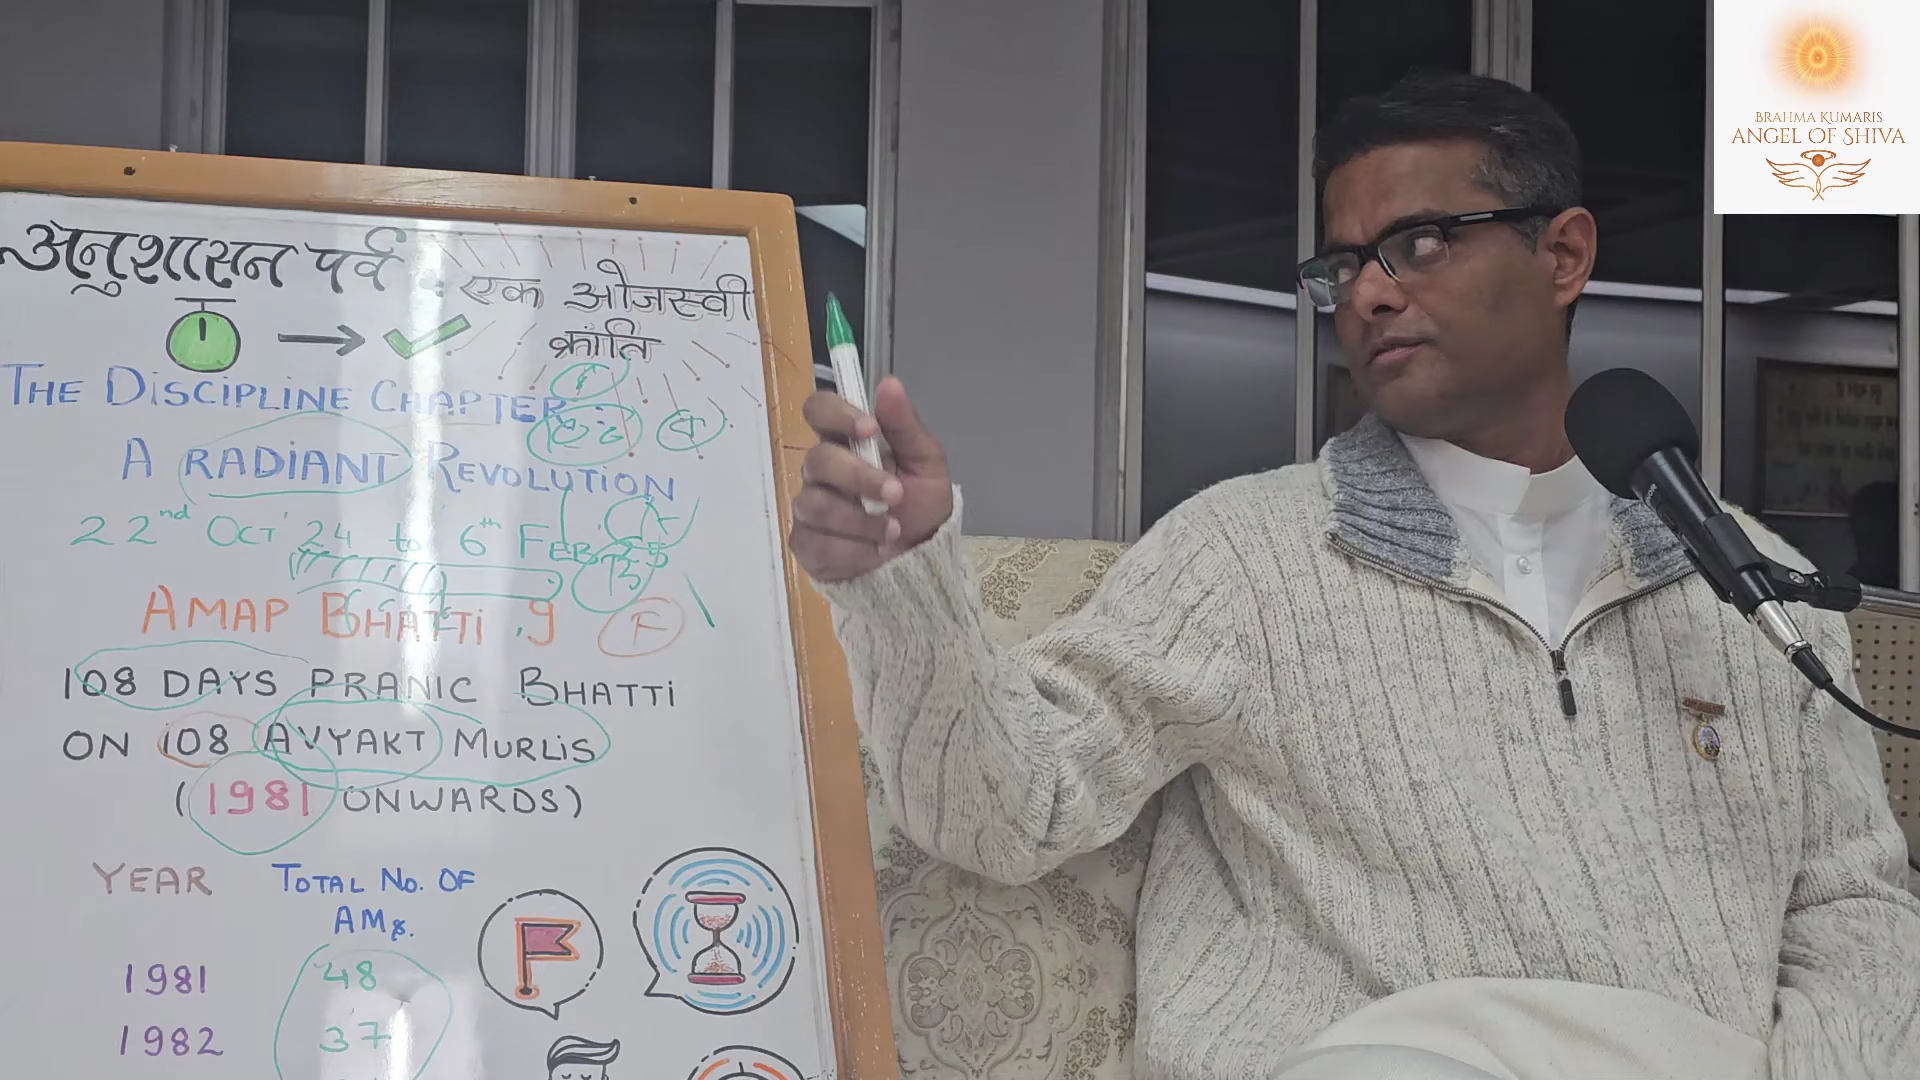 अनुशासन पर्व :
एक ओजस्वी
क्रांति
THE DISCIPLINE CHAPTER :
A RADIANT REVOLUTION
22nd OCT' 24 to 6th FEB'
AMAP BHATTI . 9
F
108 DAYS PRANIC BHATTI
ON 108 AVYAKT MURLIS
(1981 ONWARDS)
YEAR TOTAL NO. OF
AMs.
1981 48
1982 37
BRAHMA KUMARIS
ANGEL OF SHIVA